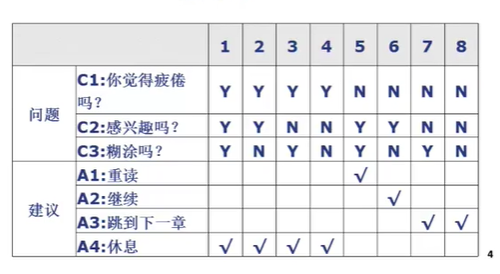 1 2 3 4 5 6 7 8
问题 C1:你觉得疲倦吗? Y Y Y Y N N N N
C2:感兴趣吗? Y Y N N Y Y N N
C3:糊涂吗? Y N Y N Y N Y N
建议 A1:重读 √
A2:继续 √
A3:跳到下一章 √ √
A4:休息 √ √ √ √
4